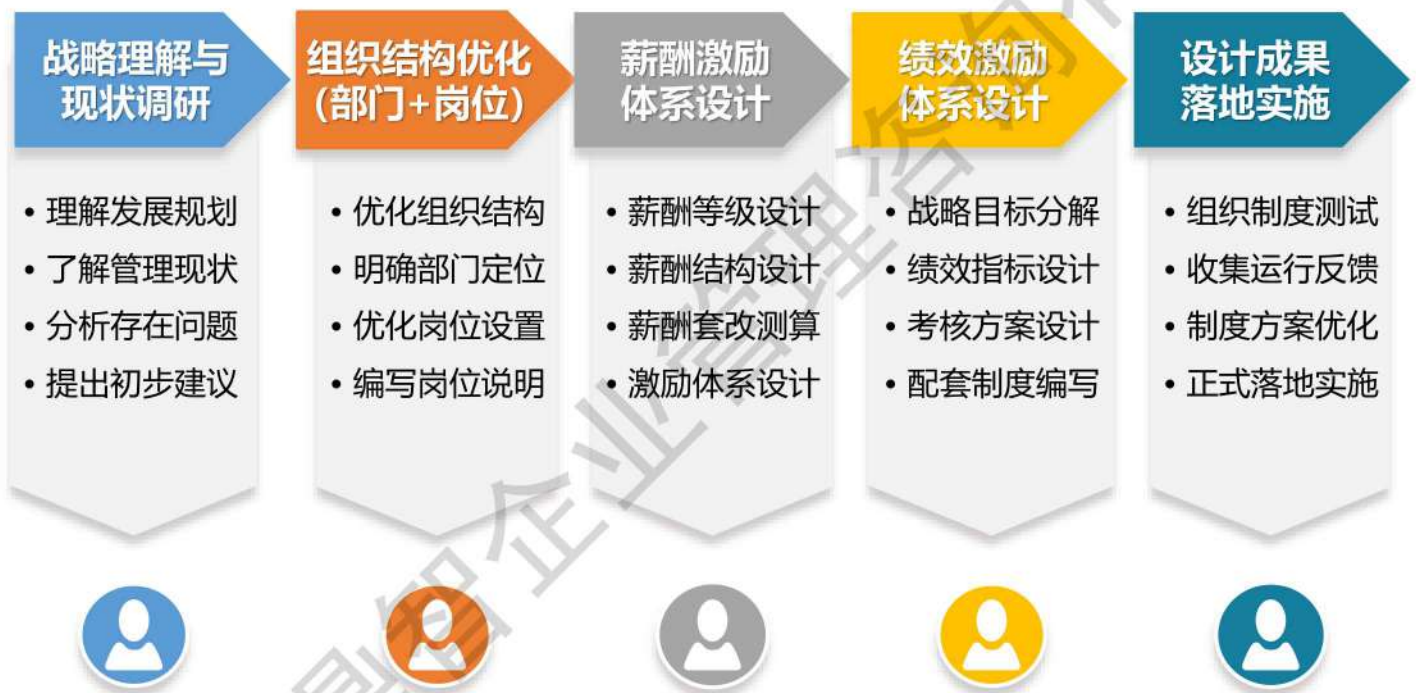 战略理解与
现状调研
组织结构优化
(部门+岗位)
薪酬激励
体系设计
绩效激励
体系设计
设计成果
落地实施
• 理解发展规划
• 了解管理现状
• 分析存在问题
• 提出初步建议
• 优化组织结构
• 明确部门定位
• 优化岗位设置
• 编写岗位说明
• 薪酬等级设计
• 薪酬结构设计
• 薪酬套改测算
• 激励体系设计
• 战略目标分解
• 绩效指标设计
• 考核方案设计
• 配套制度编写
• 组织制度测试
• 收集运行反馈
• 制度方案优化
• 正式落地实施
智企业管理咨询